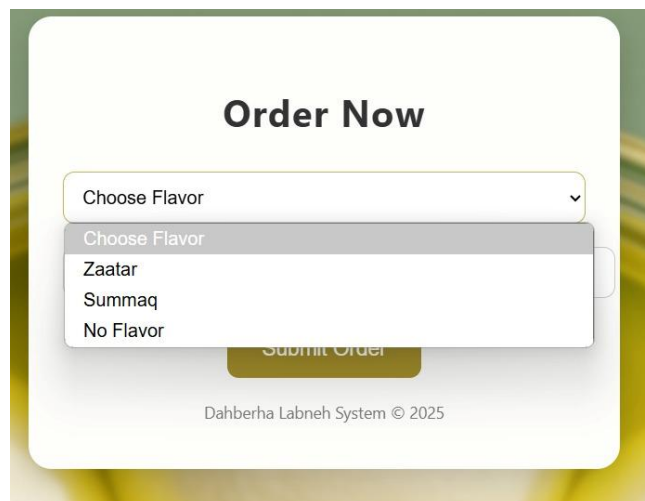 Order Now
Choose Flavor
Choose Flavor
Zaatar
Summaq
No Flavor
Submit Order
Dahberha Labneh System © 2025